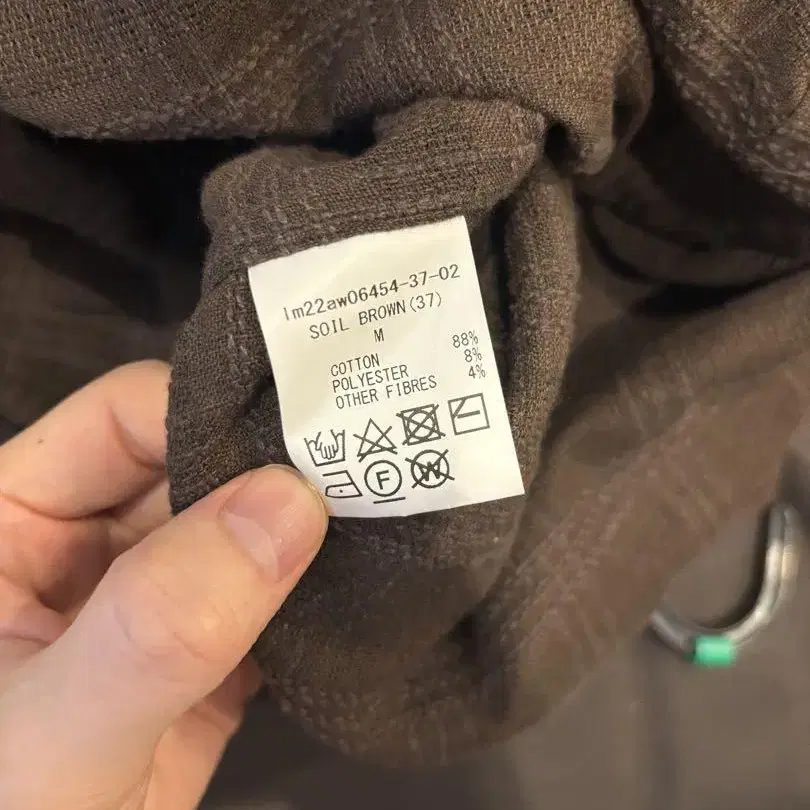 lm22aw06454-37-02
SOIL BROWN(37)
M
COTTON 88%
POLYESTER 8%
OTHER FIBRES 4%
F
W